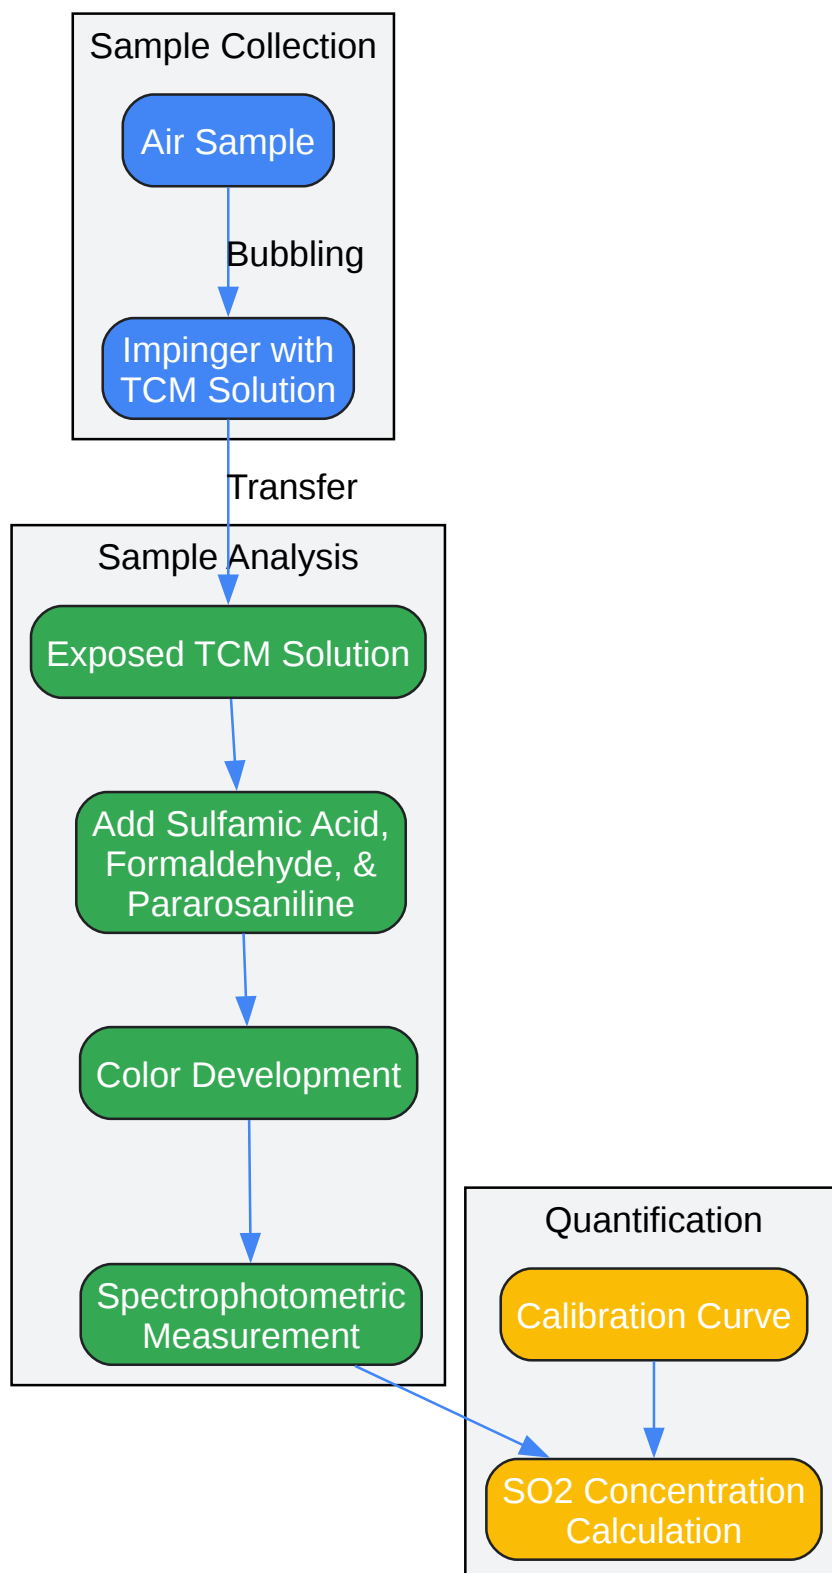 Sample Collection
Air Sample
Bubbling
Impinger with
TCM Solution
Transfer
Sample Analysis
Exposed TCM Solution
Add Sulfamic Acid,
Formaldehyde, &
Pararosaniline
Color Development
Spectrophotometric
Measurement
Quantification
Calibration Curve
SO2 Concentration
Calculation